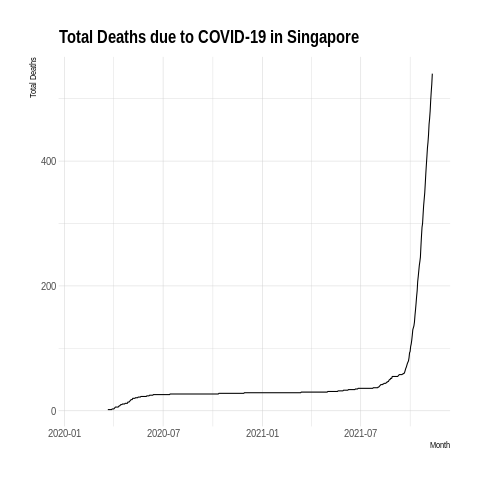 Total Deaths due to COVID-19 in Singapore
Total Deaths
400
200
0
2020-01 2020-07 2021-01 2021-07
Month